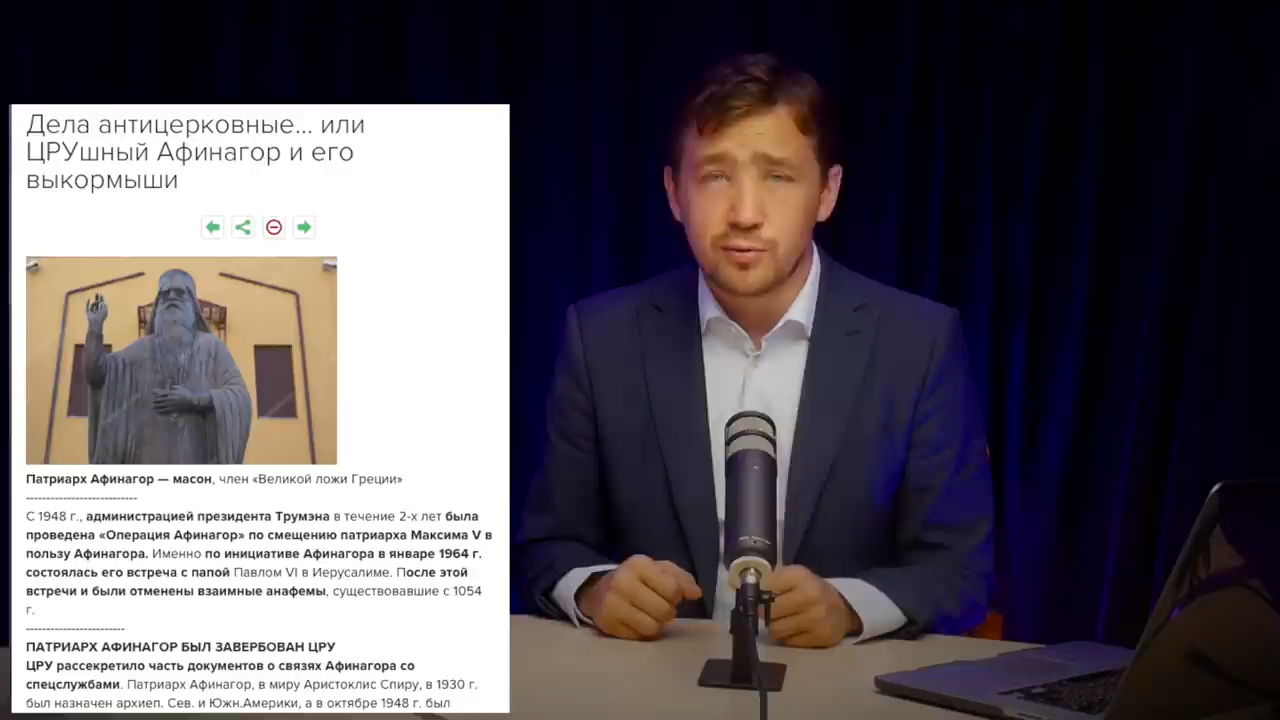 Дела антицерковные... или
ЦРУшный Афинагор и его
выкормыши
Патриарх Афинагор — масон, член «Великой ложи Греции»
----------------------------
С 1948 г., администрацией президента Трумэна в течение 2-х лет была
проведена «Операция Афинагор» по смещению патриарха Максима V в
пользу Афинагора. Именно по инициативе Афинагора в январе 1964 г.
состоялась его встреча с папой Павлом VI в Иерусалиме. После этой
встречи и были отменены взаимные анафемы, существовавшие с 1054
г.
-------------------------
ПАТРИАРХ АФИНАГОР БЫЛ ЗАВЕРБОВАН ЦРУ
ЦРУ рассекретило часть документов о связях Афинагора со
спецслужбами. Патриарх Афинагор, в миру Аристоклис Спиру, в 1930 г.
был назначен архиеп. Сев. и Южн.Америки, а в октябре 1948 г. был